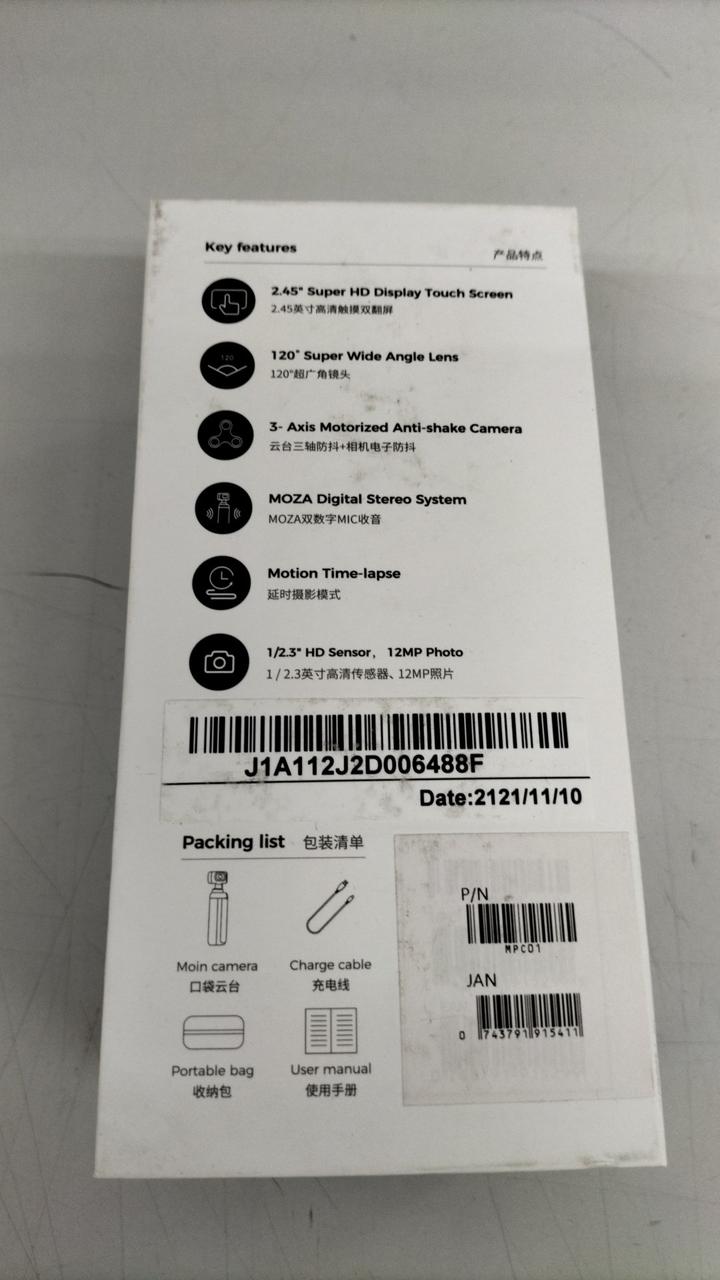 Key features
产品特点
2.45" Super HD Display Touch Screen
2.45英寸高清触摸双翻屏
120
120° Super Wide Angle Lens
120°超广角镜头
3- Axis Motorized Anti-shake Camera
云台三轴防抖+相机电子防抖
MOZA Digital Stereo System
MOZA双数字MIC收音
Motion Time-lapse
延时摄影模式
1/2.3" HD Sensor, 12MP Photo
1/2.3英寸高清传感器、12MP照片
J1A112J2D006488F
Date:2121/11/10
Packing list 包装清单
Moin camera
口袋云台
Charge cable
充电线
Portable bag
收纳包
User manual
使用手册
P/N
MPC01
JAN
0 743791 915411